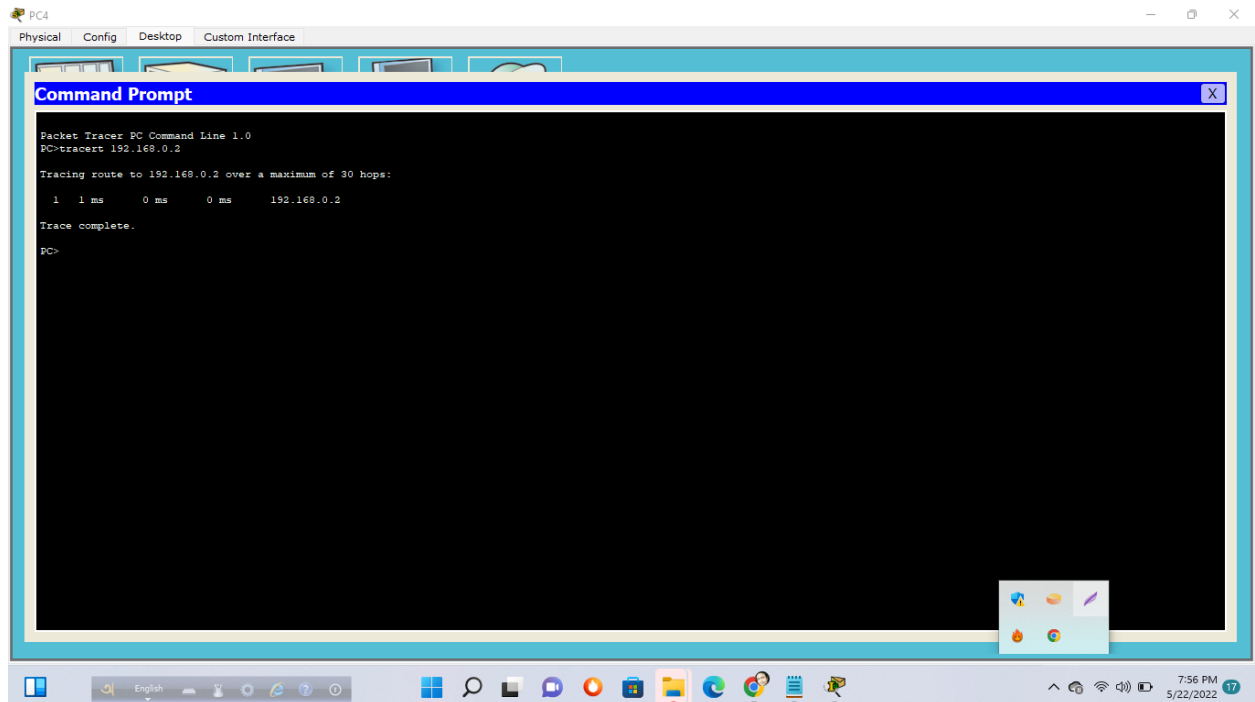 PC4
Physical Config Desktop Custom Interface
Command Prompt
X
Packet Tracer PC Command Line 1.0
PC>tracert 192.168.0.2
Tracing route to 192.168.0.2 over a maximum of 30 hops:
1 1 ms 0 ms 0 ms 192.168.0.2
Trace complete.
PC>
অ English
7:56 PM
5/22/2022
17